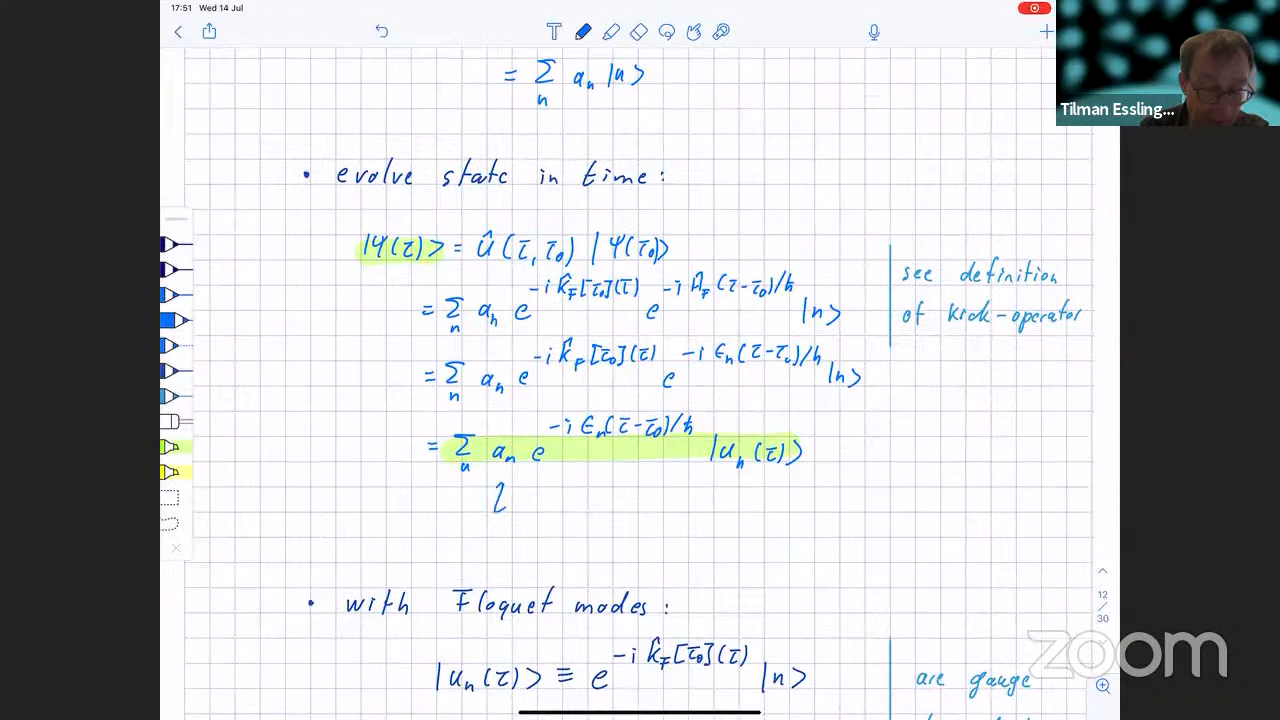 17:51 Wed 14 Jul
= Σ_n a_n |n>
Tilman Essling...
• evolve state in time:
|Ψ(τ)> = Û(τ, τ₀) |Ψ(τ₀)>
= Σ_n a_n e^{-i K̂_F[τ₀](τ)} e^{-i Ĥ_F (τ-τ₀)/ħ} |n>
see definition
of kick-operator
= Σ_n a_n e^{-i K̂_F[τ₀](τ)} e^{-i ε_n(τ-τ₀)/ħ} |n>
= Σ_n a_n e^{-i ε_n(τ-τ₀)/ħ} |u_n(τ)>
• with Floquet modes:
12
/
30
|u_n(τ)> ≡ e^{-i K̂_F[τ₀](τ)} |n>
are gauge
zoom